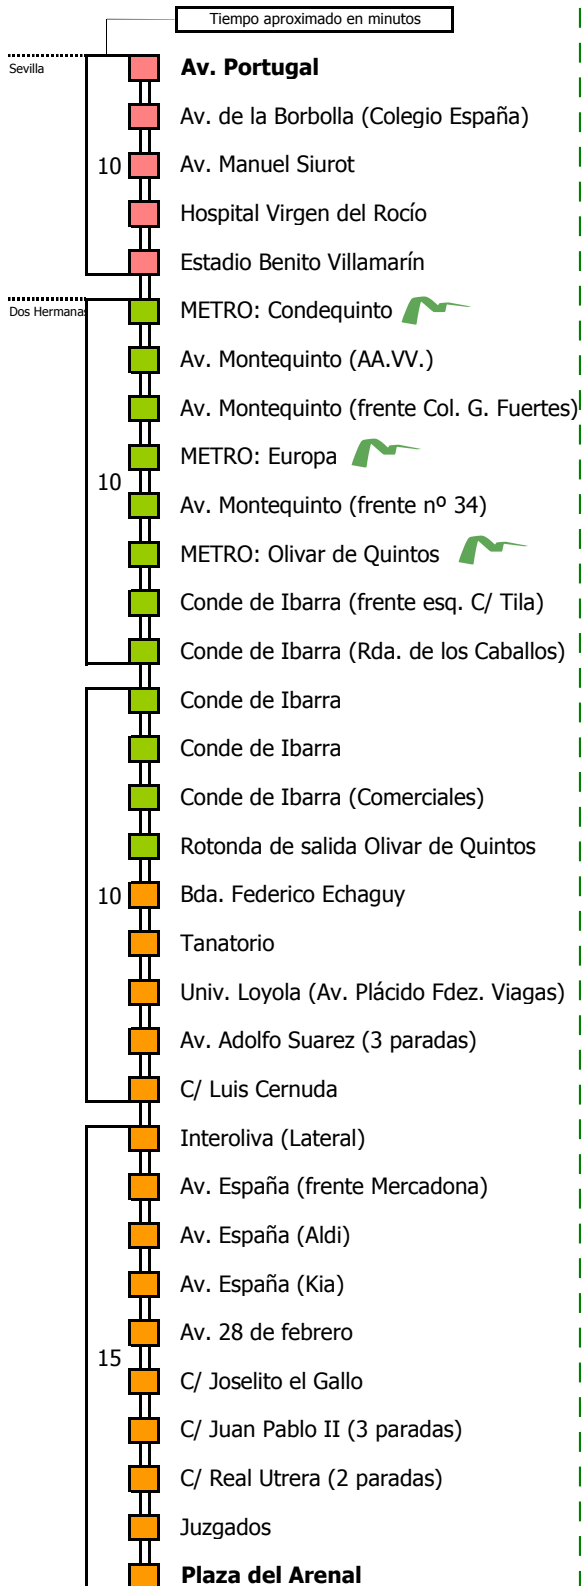 Tiempo aproximado en minutos
Sevilla
Av. Portugal
Av. de la Borbolla (Colegio España)
10
Av. Manuel Siurot
Hospital Virgen del Rocío
Estadio Benito Villamarín
Dos Hermanas
METRO: Condequinto
Av. Montequinto (AA.VV.)
Av. Montequinto (frente Col. G. Fuertes)
METRO: Europa
10
Av. Montequinto (frente nº 34)
METRO: Olivar de Quintos
Conde de Ibarra (frente esq. C/ Tila)
Conde de Ibarra (Rda. de los Caballos)
Conde de Ibarra
Conde de Ibarra
Conde de Ibarra (Comerciales)
Rotonda de salida Olivar de Quintos
10
Bda. Federico Echaguy
Tanatorio
Univ. Loyola (Av. Plácido Fdez. Viagas)
Av. Adolfo Suarez (3 paradas)
C/ Luis Cernuda
Interoliva (Lateral)
Av. España (frente Mercadona)
Av. España (Aldi)
Av. España (Kia)
Av. 28 de febrero
15
C/ Joselito el Gallo
C/ Juan Pablo II (3 paradas)
C/ Real Utrera (2 paradas)
Juzgados
Plaza del Arenal